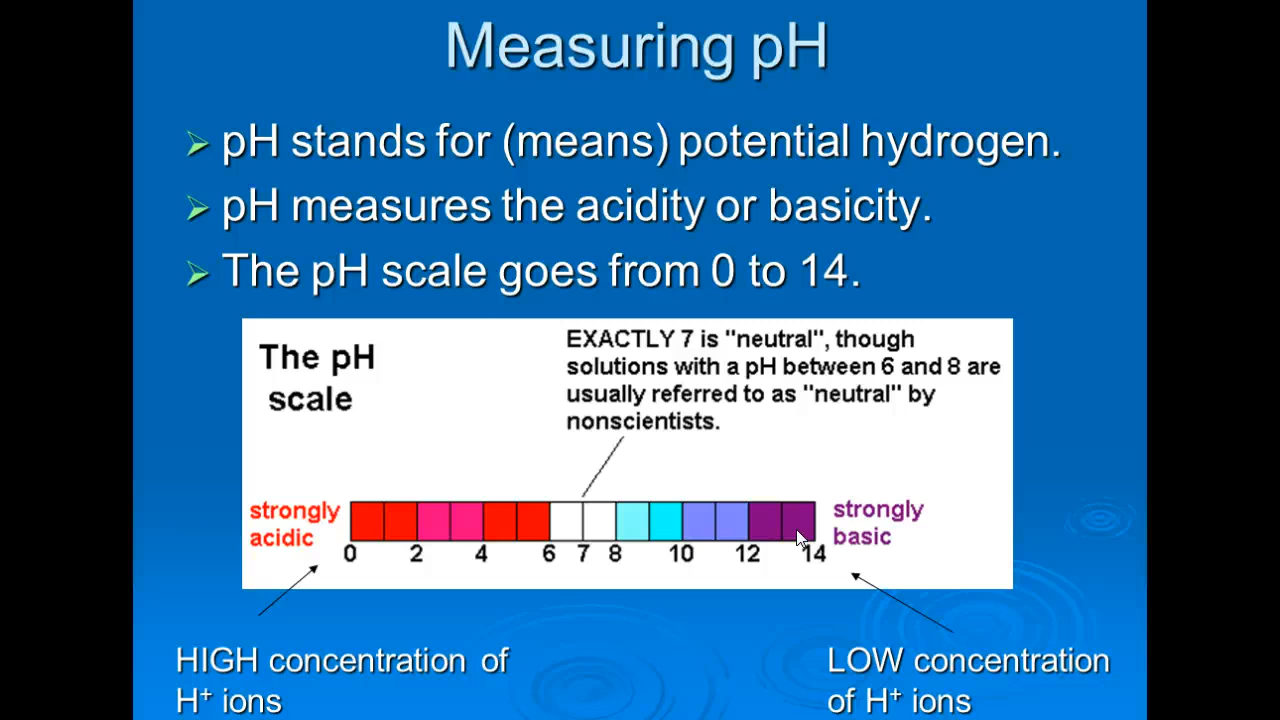 Measuring pH
pH stands for (means) potential hydrogen.
pH measures the acidity or basicity.
The pH scale goes from 0 to 14.
The pH
scale
EXACTLY 7 is "neutral", though
solutions with a pH between 6 and 8 are
usually referred to as "neutral" by
nonscientists.
strongly
acidic
0 2 4 6 7 8 10 12 14
strongly
basic
HIGH concentration of
H⁺ ions
LOW concentration
of H⁺ ions